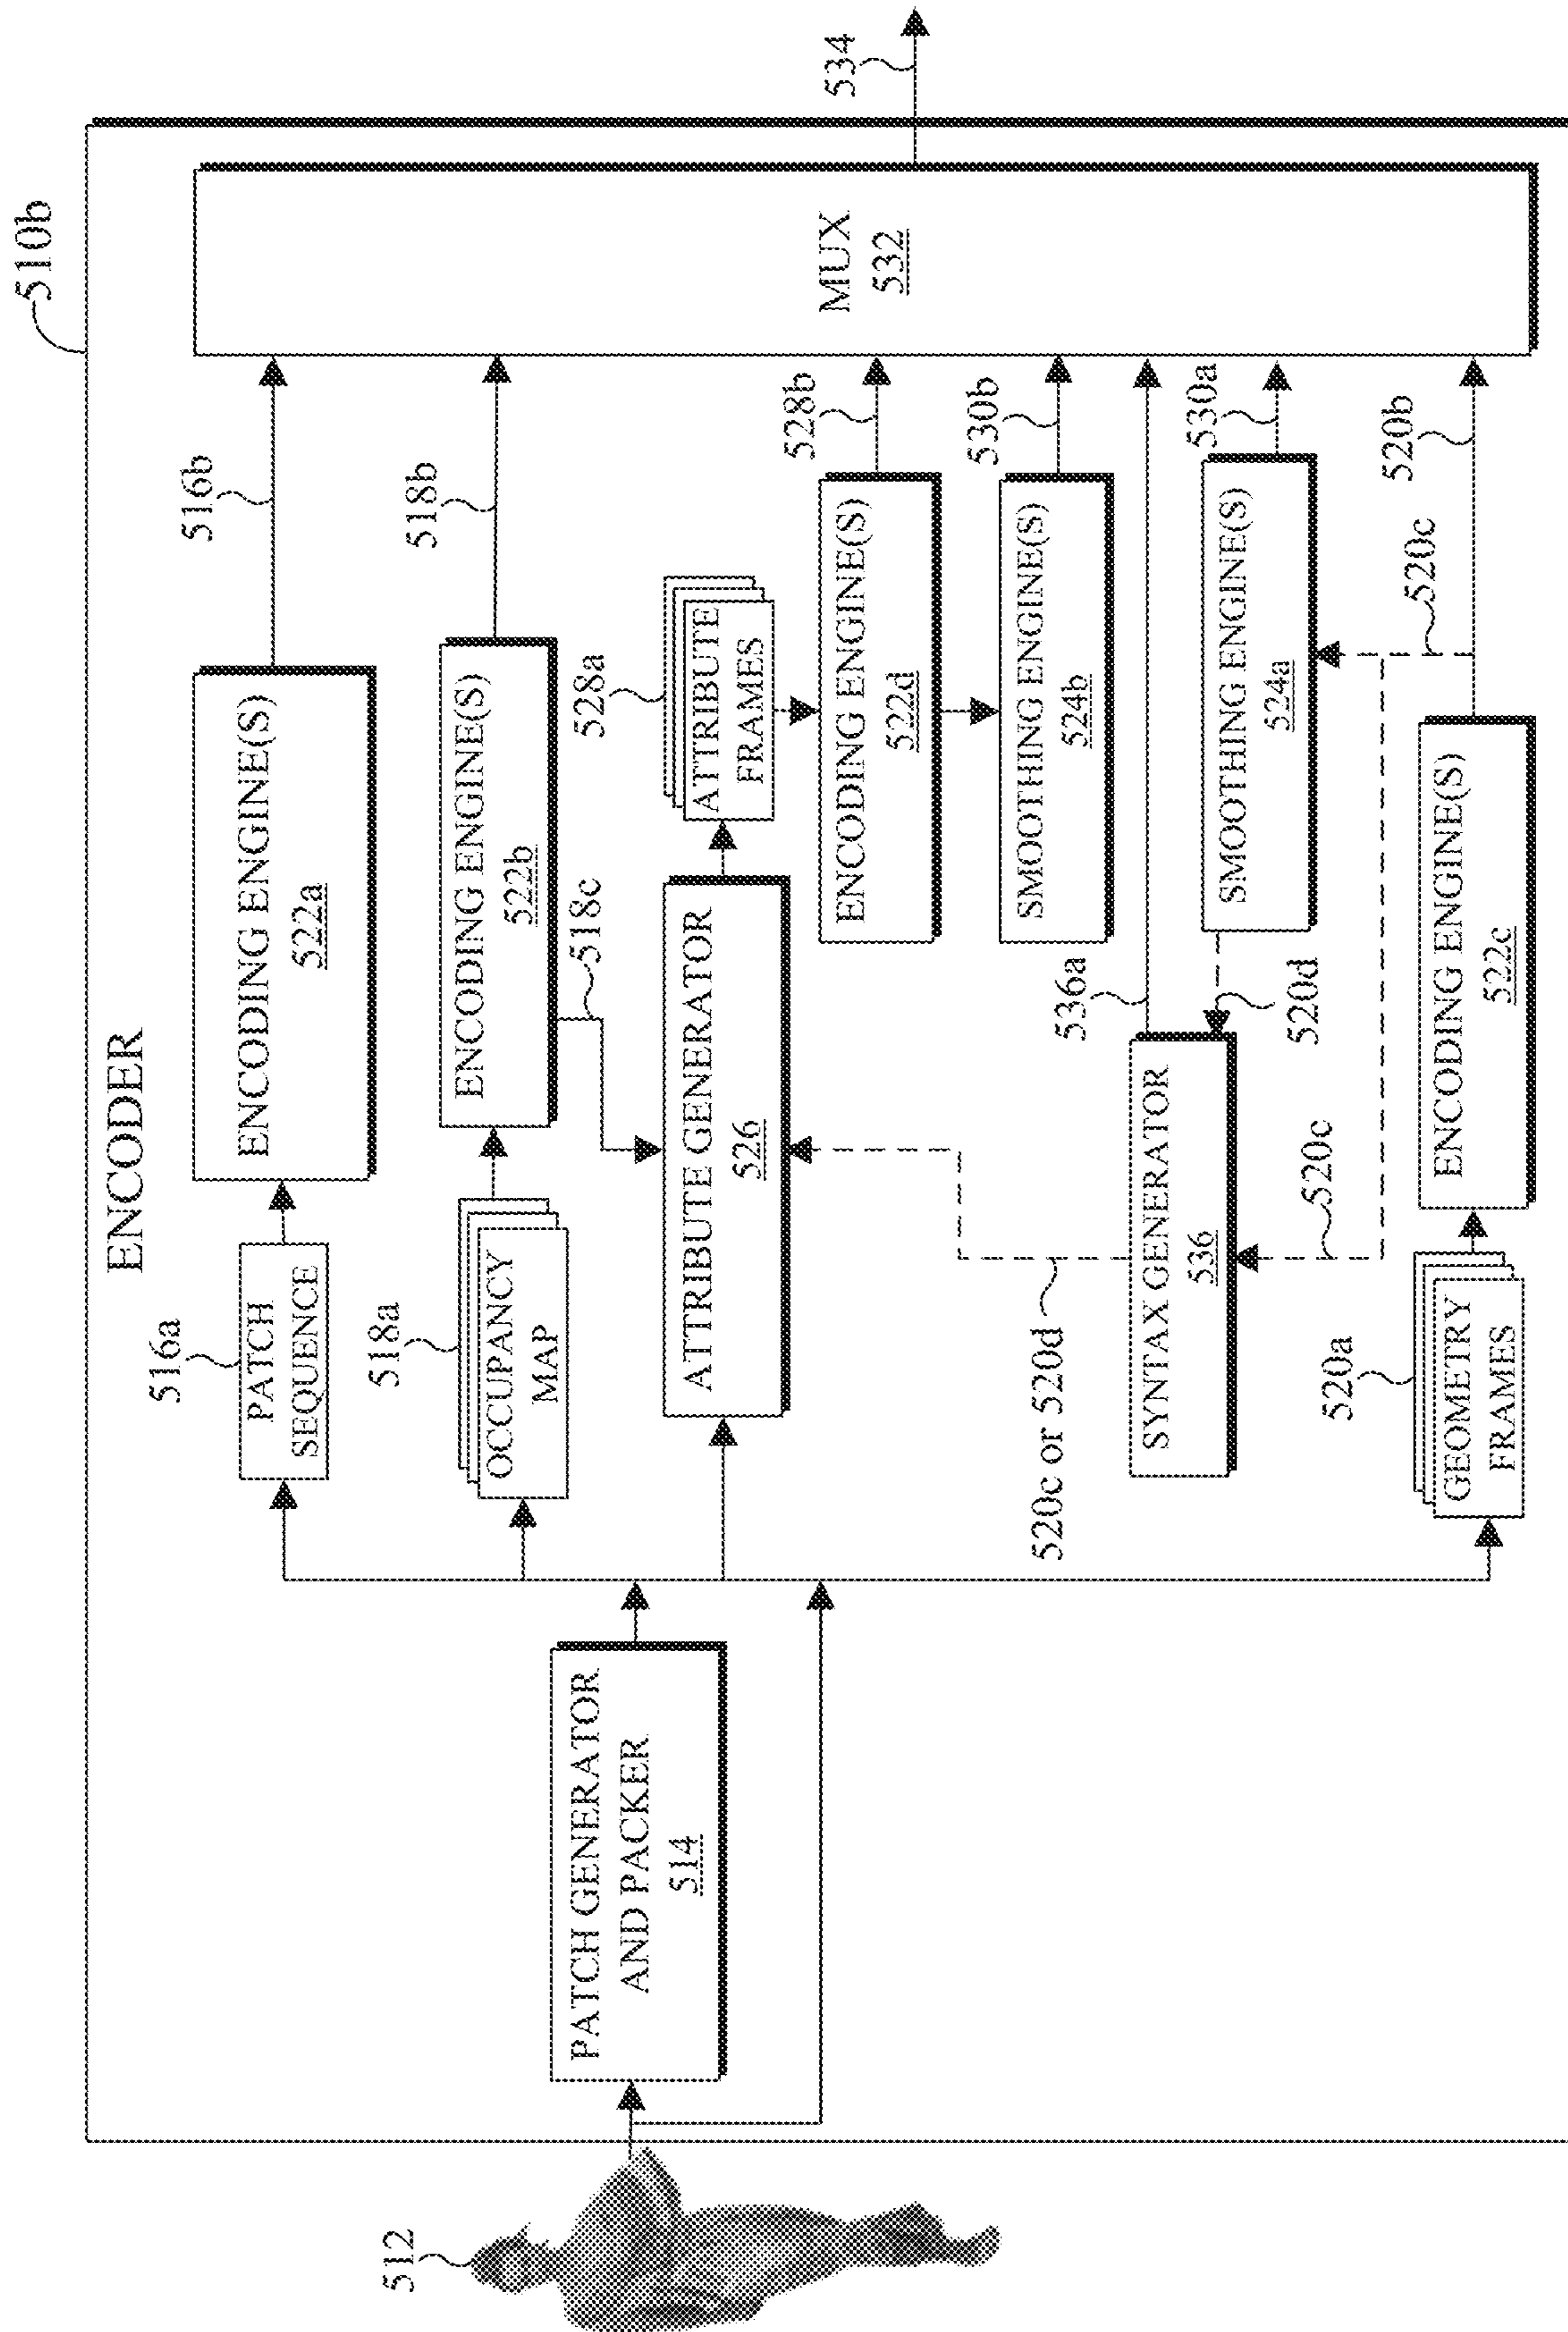 510b
ENCODER
512
PATCH GENERATOR
AND PACKER
514
516a
PATCH
SEQUENCE
ENCODING ENGINE(S)
522a
516b
518a
OCCUPANCY
MAP
ENCODING ENGINE(S)
522b
518b
518c
ATTRIBUTE GENERATOR
526
528a
ATTRIBUTE
FRAMES
ENCODING ENGINE(S)
522d
528b
SMOOTHING ENGINE(S)
524b
530b
520c or 520d
SYNTAX GENERATOR
536
536a
520d
SMOOTHING ENGINE(S)
524a
530a
520c
520c
520a
GEOMETRY
FRAMES
ENCODING ENGINE(S)
522c
520b
MUX
532
534